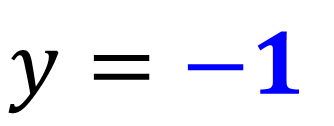 y = −1